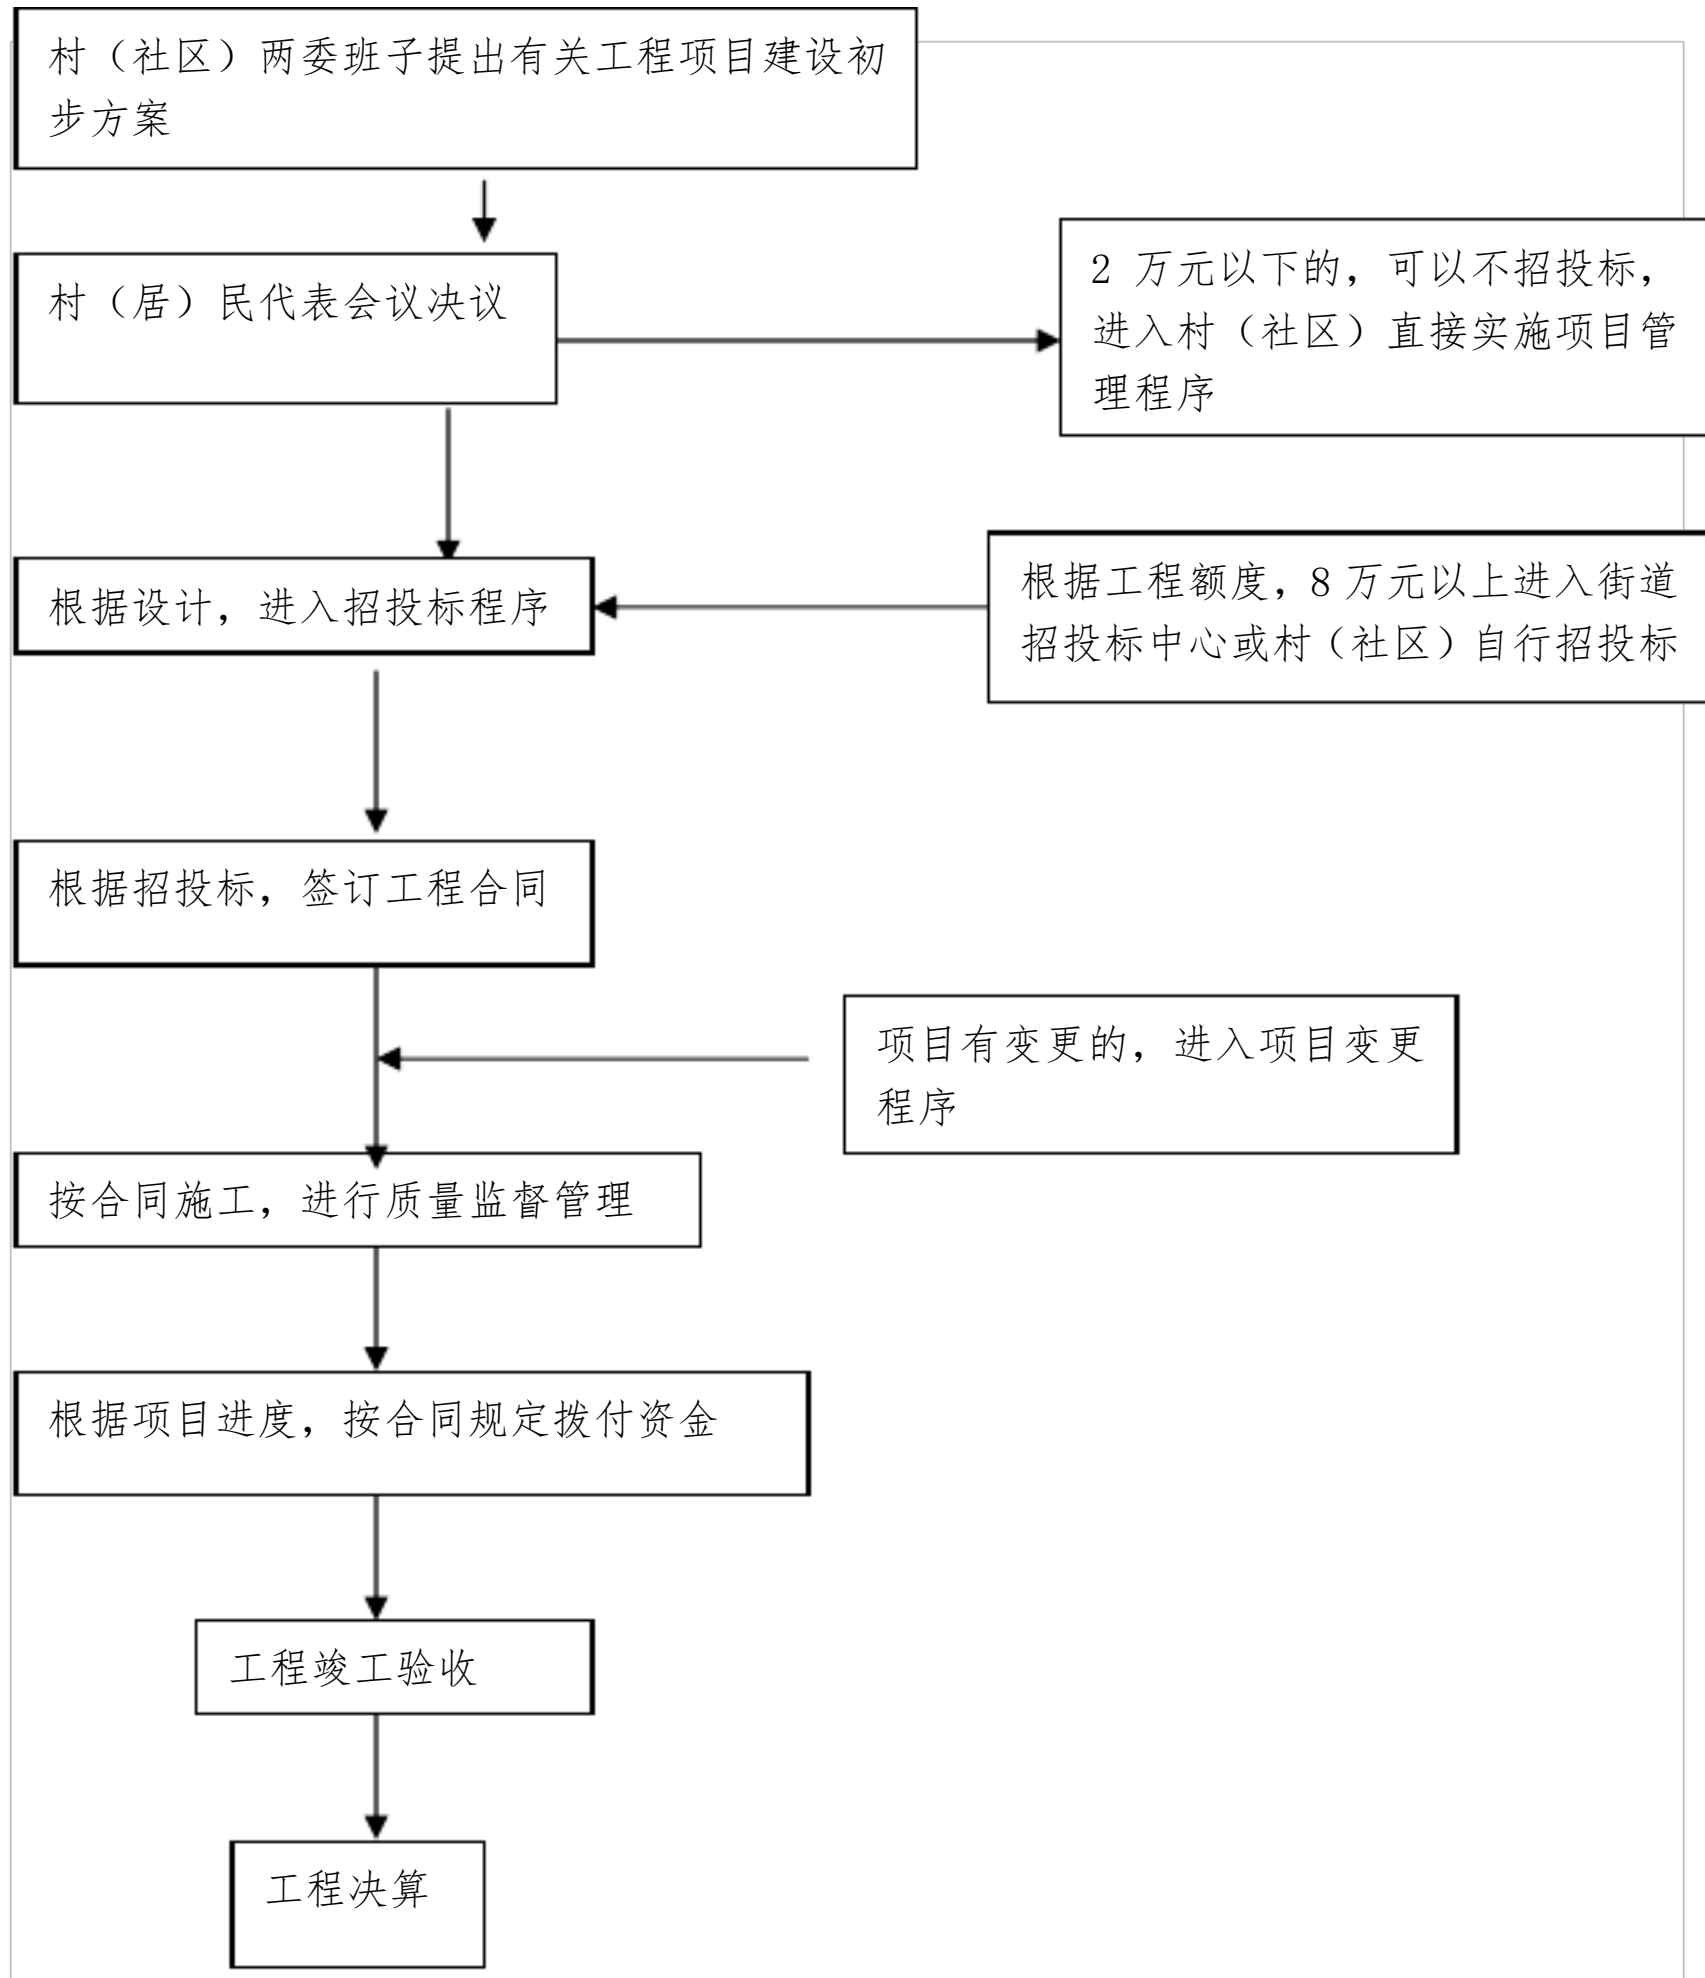 村（社区）两委班子提出有关工程项目建设初
步方案
村（居）民代表会议决议
2 万元以下的，可以不招投标，
进入村（社区）直接实施项目管
理程序
根据设计，进入招投标程序
根据工程额度，8 万元以上进入街道
招投标中心或村（社区）自行招投标
根据招投标，签订工程合同
项目有变更的，进入项目变更
程序
按合同施工，进行质量监督管理
根据项目进度，按合同规定拨付资金
工程竣工验收
工程决算